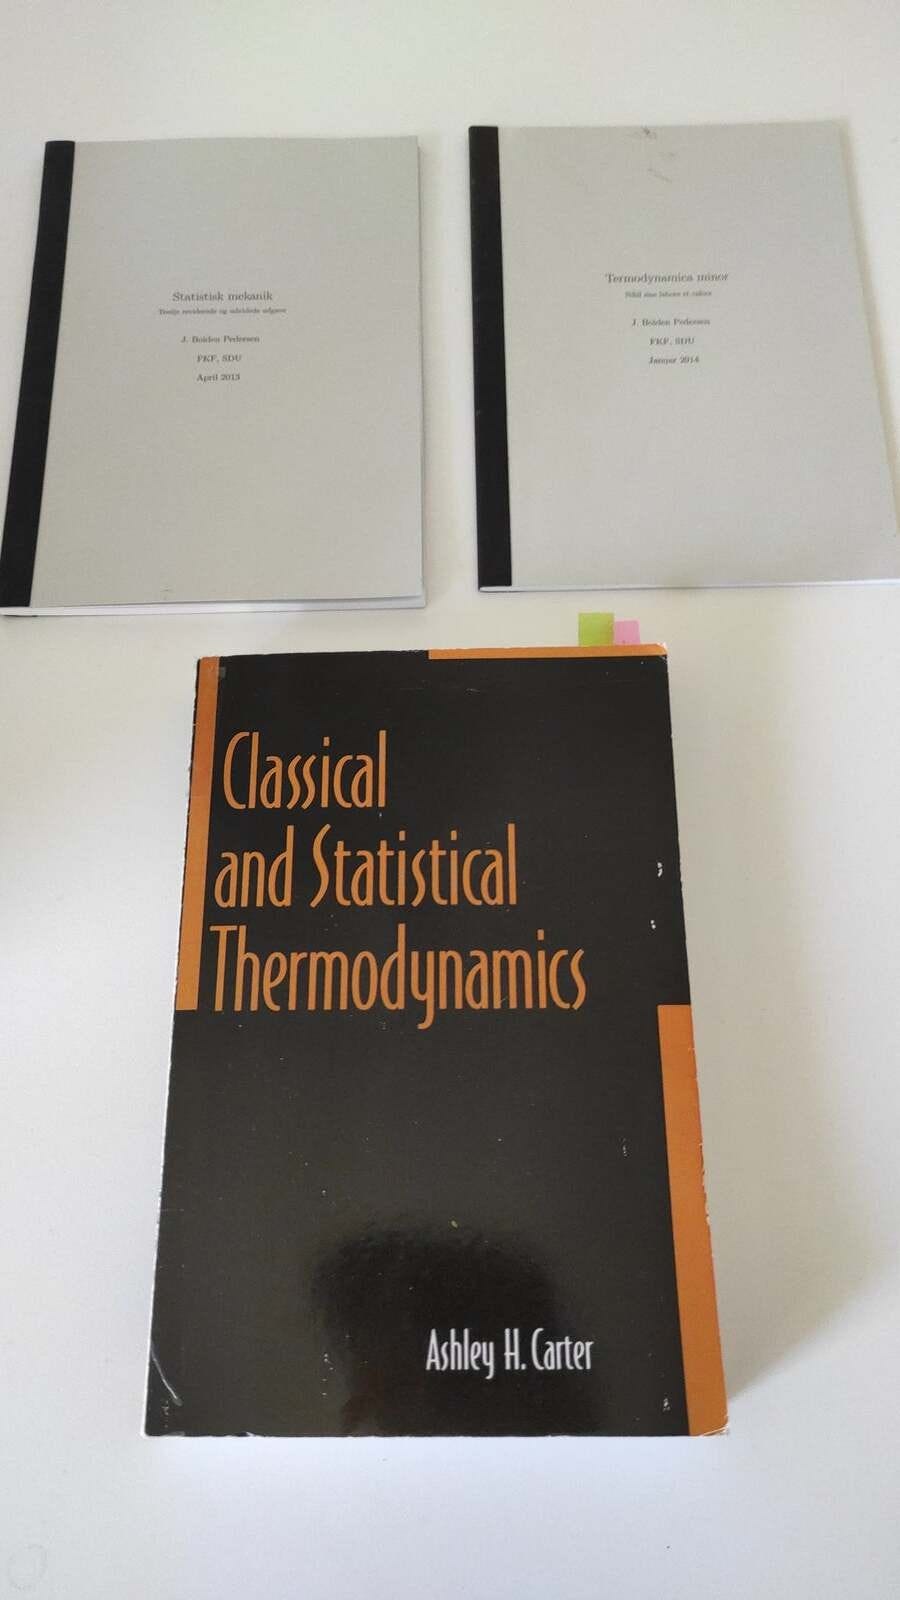 Statistisk mekanik
Tredje reviderede og udvidede udgave
J. Boiden Pedersen
FKF, SDU
April 2013
Termodynamica minor
Nihil sine labore et calore
J. Boiden Pedersen
FKF, SDU
Januar 2014
Classical
and Statistical
Thermodynamics
Ashley H. Carter